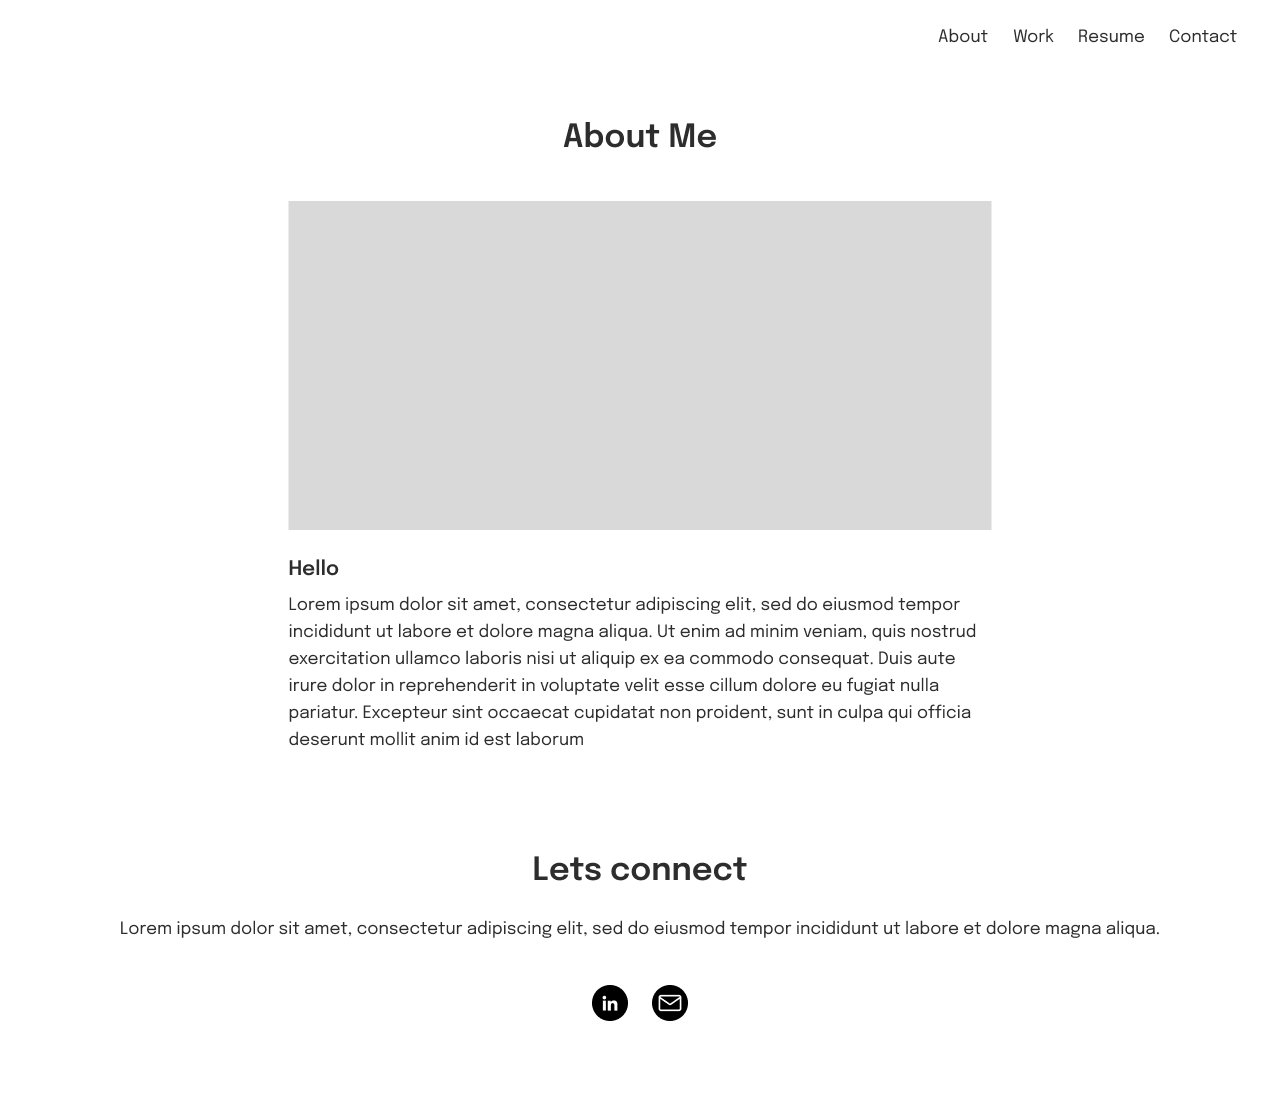 About Work Resume Contact
About Me
Hello
Lorem ipsum dolor sit amet, consectetur adipiscing elit, sed do eiusmod tempor
incididunt ut labore et dolore magna aliqua. Ut enim ad minim veniam, quis nostrud
exercitation ullamco laboris nisi ut aliquip ex ea commodo consequat. Duis aute
irure dolor in reprehenderit in voluptate velit esse cillum dolore eu fugiat nulla
pariatur. Excepteur sint occaecat cupidatat non proident, sunt in culpa qui officia
deserunt mollit anim id est laborum
Lets connect
Lorem ipsum dolor sit amet, consectetur adipiscing elit, sed do eiusmod tempor incididunt ut labore et dolore magna aliqua.
in